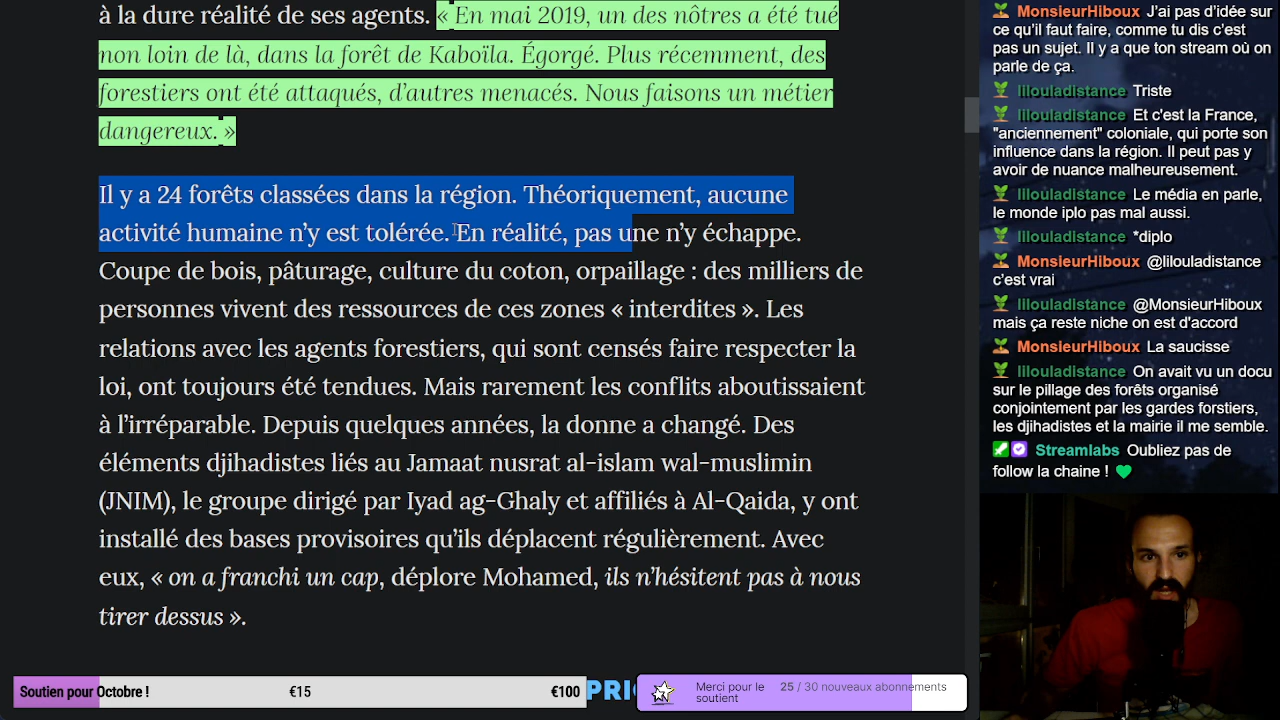 à la dure réalité de ses agents. « En mai 2019, un des nôtres a été tué
non loin de là, dans la forêt de Kaboïla. Égorgé. Plus récemment, des
forestiers ont été attaqués, d’autres menacés. Nous faisons un métier
dangereux. »
Il y a 24 forêts classées dans la région. Théoriquement, aucune
activité humaine n’y est tolérée. En réalité, pas une n’y échappe.
Coupe de bois, pâturage, culture du coton, orpaillage : des milliers de
personnes vivent des ressources de ces zones « interdites ». Les
relations avec les agents forestiers, qui sont censés faire respecter la
loi, ont toujours été tendues. Mais rarement les conflits aboutissaient
à l’irréparable. Depuis quelques années, la donne a changé. Des
éléments djihadistes liés au Jamaat nusrat al-islam wal-muslimin
(JNIM), le groupe dirigé par Iyad ag-Ghaly et affiliés à Al-Qaida, y ont
installé des bases provisoires qu’ils déplacent régulièrement. Avec
eux, « on a franchi un cap, déplore Mohamed, ils n’hésitent pas à nous
tirer dessus ».
Soutien pour Octobre ! €15 €100
PRI
Merci pour le
soutien
25 / 30 nouveaux abonnements
MonsieurHiboux J’ai pas d’idée sur
ce qu’il faut faire, comme tu dis c’est
pas un sujet. Il y a que ton stream où on
parle de ça.
lilouladistance Triste
lilouladistance Et c'est la France,
"anciennement" coloniale, qui porte son
influence dans la région. Il peut pas y
avoir de nuance malheureusement.
lilouladistance Le média en parle,
le monde iplo pas mal aussi.
lilouladistance *diplo
MonsieurHiboux @lilouladistance
c’est vrai
lilouladistance @MonsieurHiboux
mais ça reste niche on est d'accord
MonsieurHiboux La saucisse
lilouladistance On avait vu un docu
sur le pillage des forêts organisé
conjointement par les gardes forstiers,
les djihadistes et la mairie il me semble.
Streamlabs Oubliez pas de
follow la chaine ! 💚